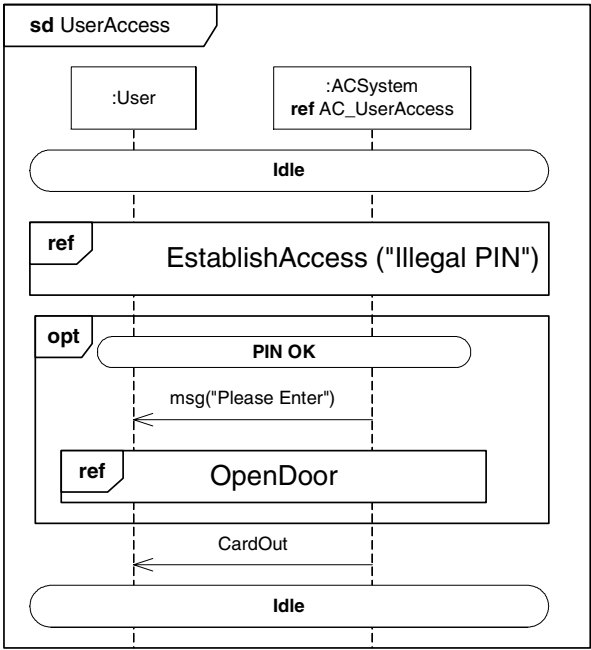 sd UserAccess
:User
:ACSystem
ref AC_UserAccess
Idle
ref
EstablishAccess ("Illegal PIN")
opt
PIN OK
msg("Please Enter")
ref
OpenDoor
CardOut
Idle